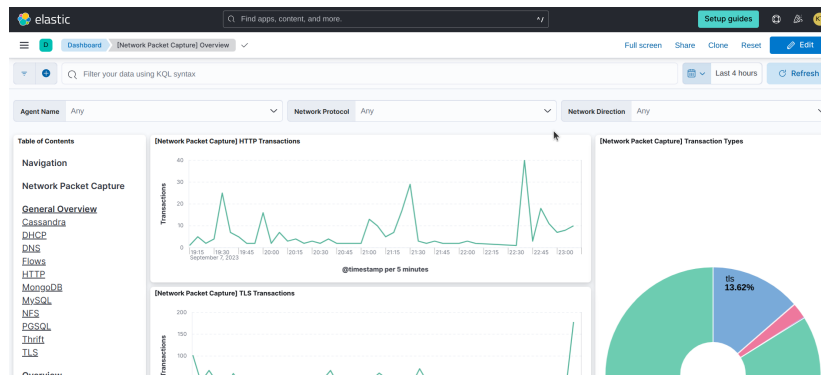 elastic
Find apps, content, and more.
^/
Setup guides
D
Dashboard
[Network Packet Capture] Overview
Full screen
Share
Clone
Reset
Edit
Filter your data using KQL syntax
Last 4 hours
Refresh
Agent Name Any
Network Protocol Any
Network Direction Any
Table of Contents
Navigation
Network Packet Capture
General Overview
Cassandra
DHCP
DNS
Flows
HTTP
MongoDB
MySQL
NFS
PGSQL
Thrift
TLS
Overview
[Network Packet Capture] HTTP Transactions
Transactions
40
30
20
10
0
19:15 19:30 19:45 20:00 20:15 20:30 20:45 21:00 21:15 21:30 21:45 22:00 22:15 22:30 22:45 23:00
September 7, 2023
@timestamp per 5 minutes
[Network Packet Capture] TLS Transactions
Transactions
200
150
100
[Network Packet Capture] Transaction Types
tls
13.62%